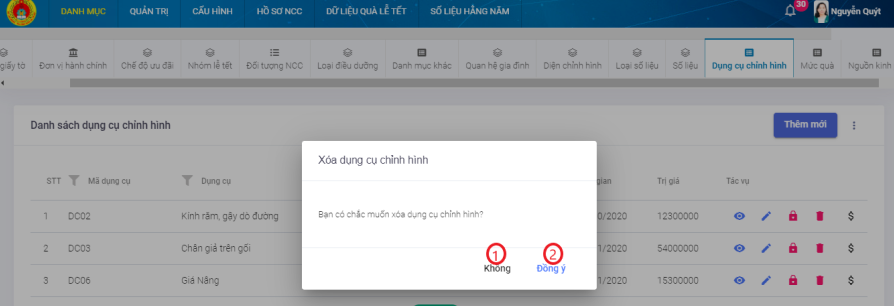 DANH MỤC QUẢN TRỊ CẤU HÌNH HỒ SƠ NCC DỮ LIỆU QUÀ LỄ TẾT SỐ LIỆU HẰNG NĂM 30 Nguyễn Quýt
giấy tờ Đơn vị hành chính Chế độ ưu đãi Nhóm lễ tết Đối tượng NCC Loại điều dưỡng Danh mục khác Quan hệ gia đình Diện chỉnh hình Loại số liệu Số liệu Dụng cụ chỉnh hình Mức quà Nguồn kinh
Danh sách dụng cụ chỉnh hình Thêm mới
Xóa dụng cụ chỉnh hình
STT Mã dụng cụ Dụng cụ gian Trị giá Tác vụ
Bạn có chắc muốn xóa dụng cụ chỉnh hình?
1 DC02 Kính râm, gậy dò đường 0/2020 12300000
2 DC03 Chân giả trên gối 1/2020 54000000
1 2
Không Đồng ý
3 DC06 Giá Nâng 1/2020 15300000